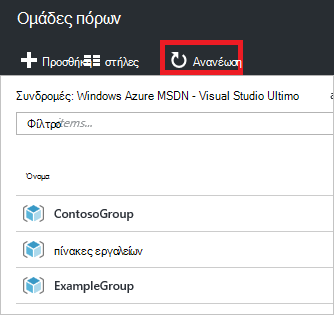 Ομάδες πόρων
Προσθήκη στήλες Ανανέωση
Συνδρομές: Windows Azure MSDN - Visual Studio Ultimo
Φίλτρο items...
Όνομα
ContosoGroup
πίνακες εργαλείων
ExampleGroup